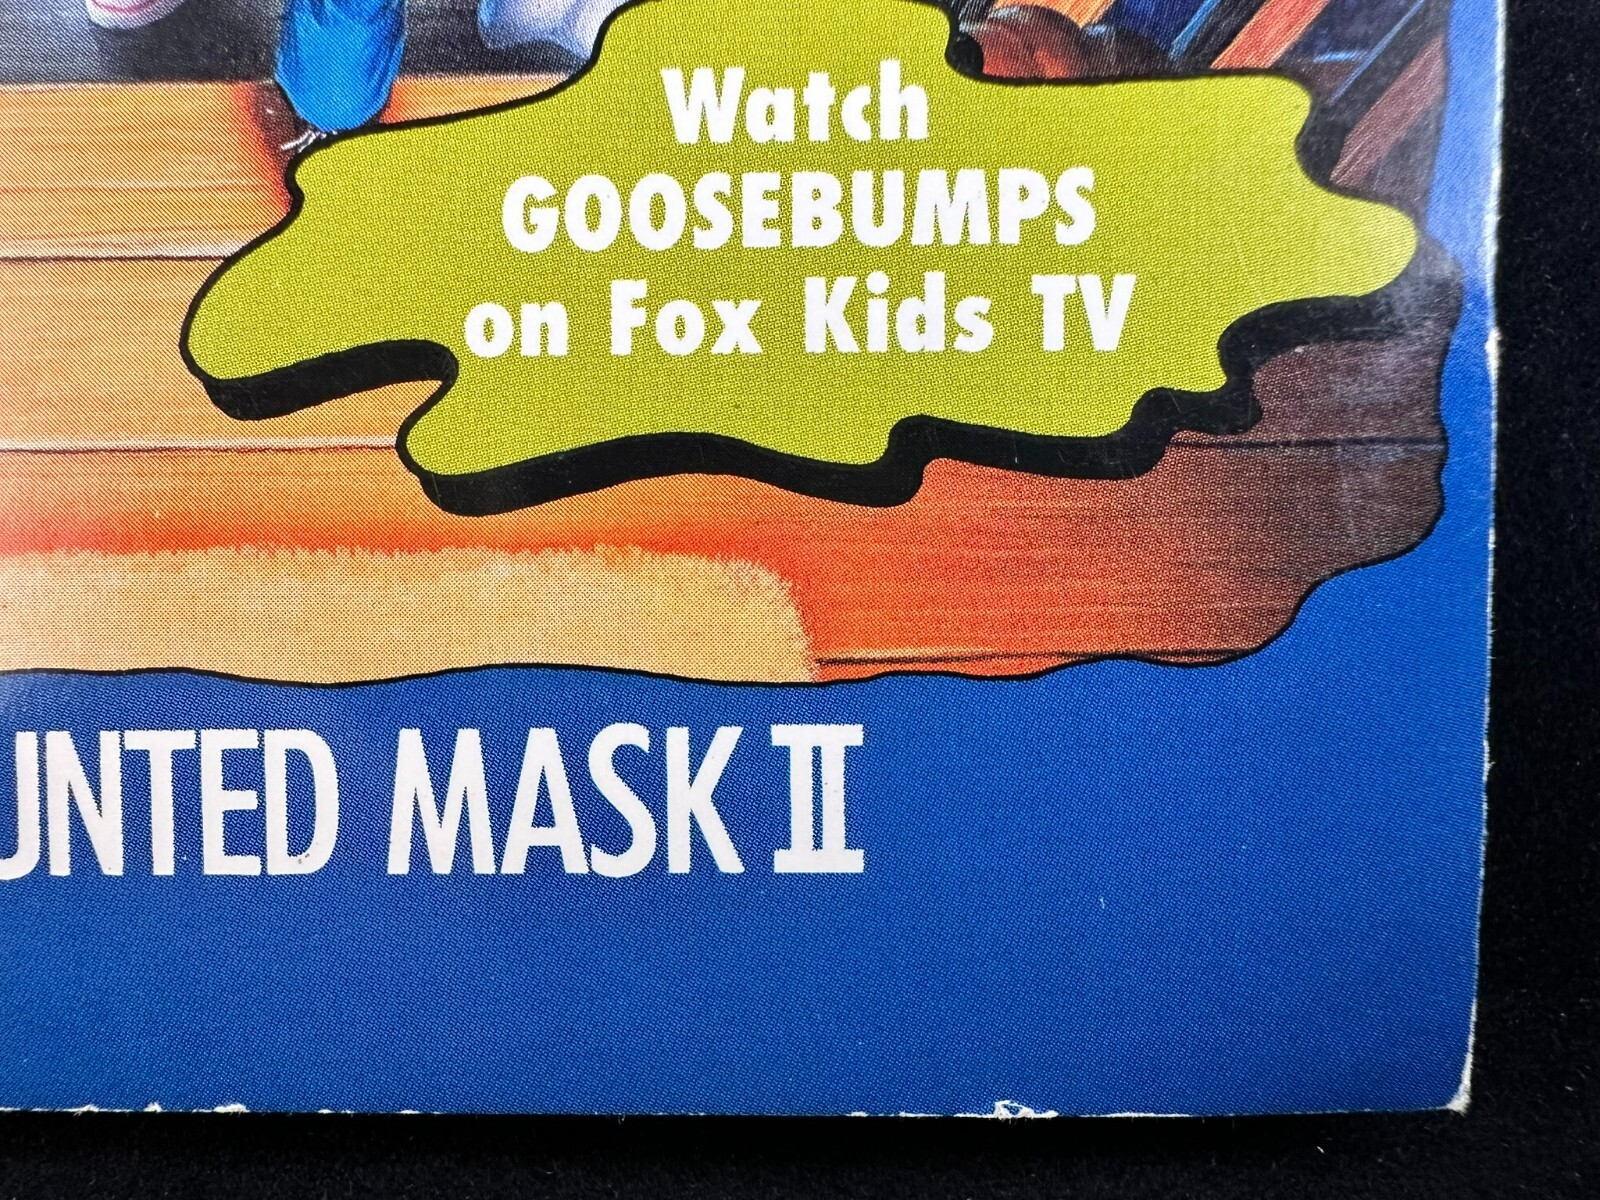 Watch
GOOSEBUMPS
on Fox Kids TV
UNTED MASK II